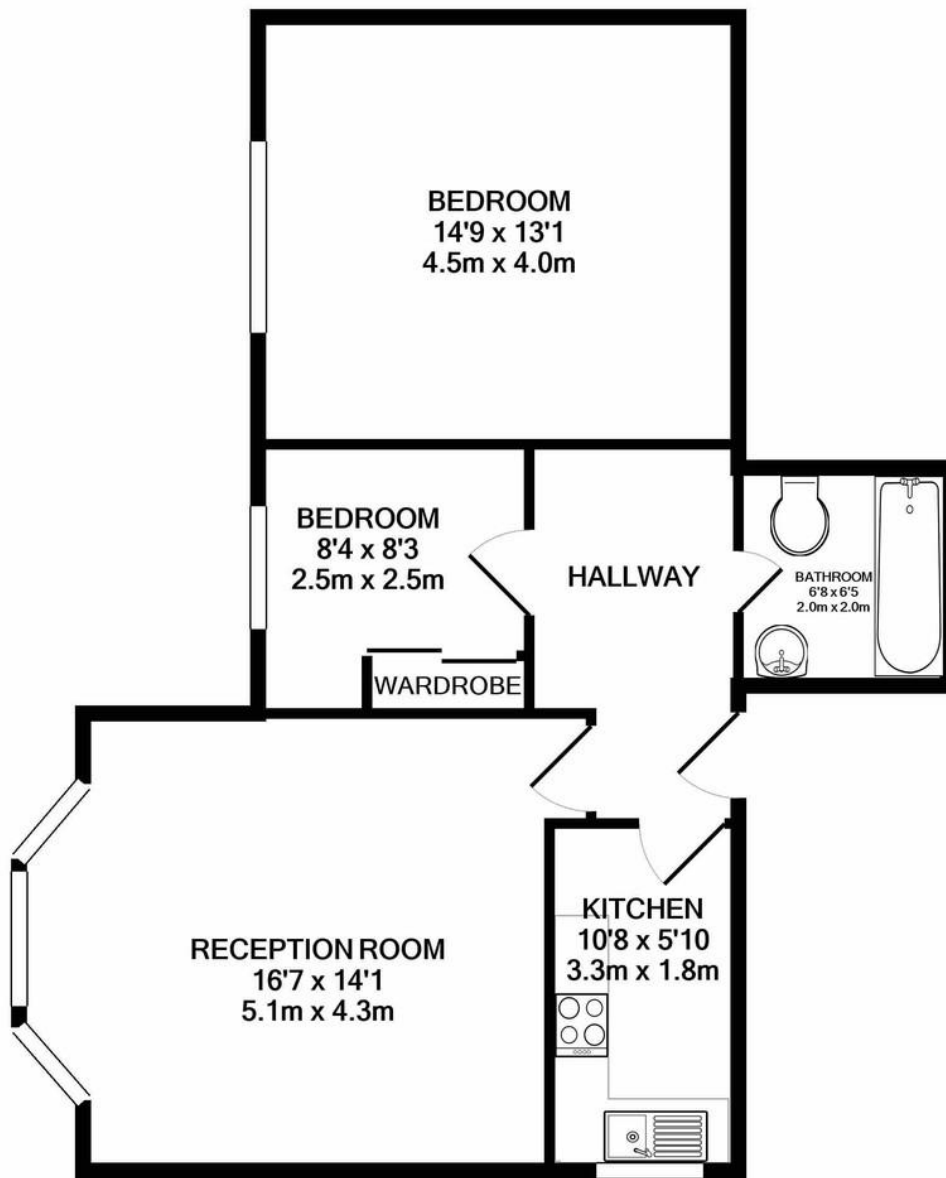 BEDROOM
14'9 x 13'1
4.5m x 4.0m
BEDROOM
8'4 x 8'3
2.5m x 2.5m
HALLWAY
BATHROOM
6'8 x 6'5
2.0m x 2.0m
WARDROBE
KITCHEN
10'8 x 5'10
3.3m x 1.8m
RECEPTION ROOM
16'7 x 14'1
5.1m x 4.3m